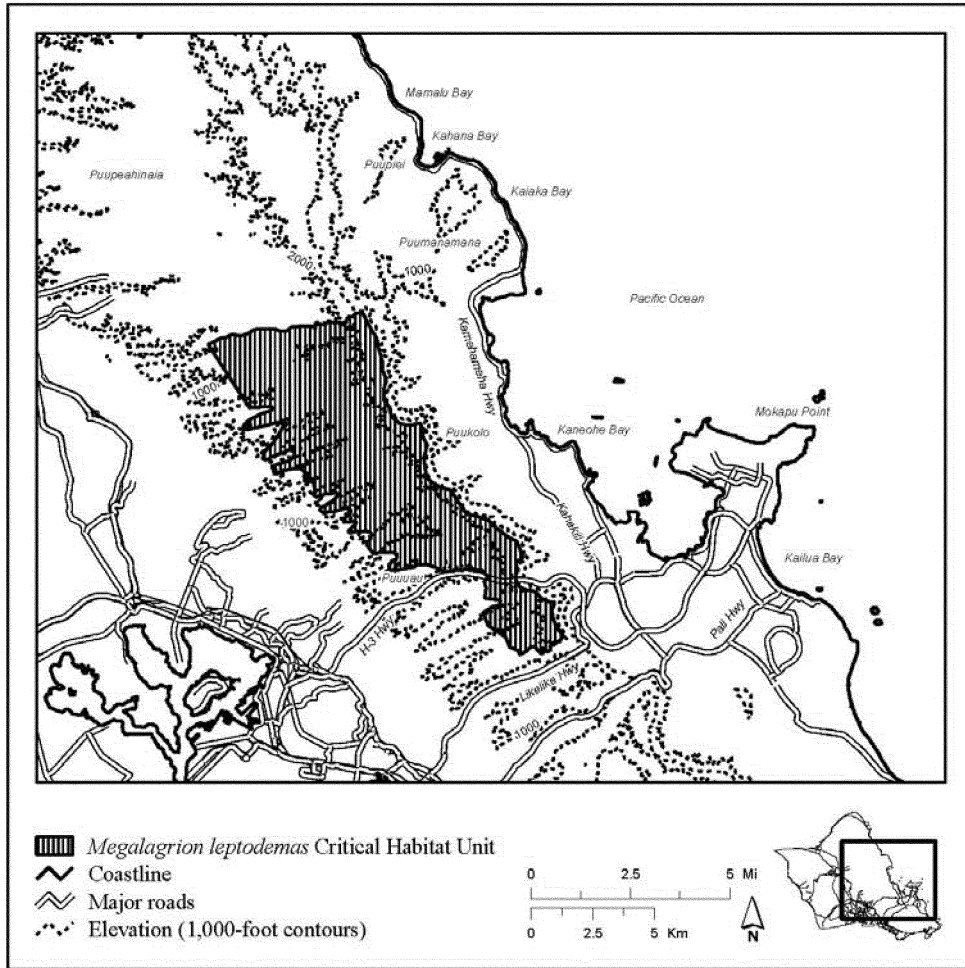 Mamalu Bay
Kahana Bay
Puupiei
Puupeahinaia
Kaiaka Bay
Puumanamana
2000
1000
Pacific Ocean
Kamehameha Hwy
1000
Mokapu Point
Puukolo
Kaneohe Bay
1000
Kahekili Hwy
Kailua Bay
Puuuau
H-3 Hwy
Pali Hwy
Likelike Hwy
1000
Megalagrion leptodemas Critical Habitat Unit
Coastline
Major roads
Elevation (1,000-foot contours)
0 2.5 5 Mi
0 2.5 5 Km
N